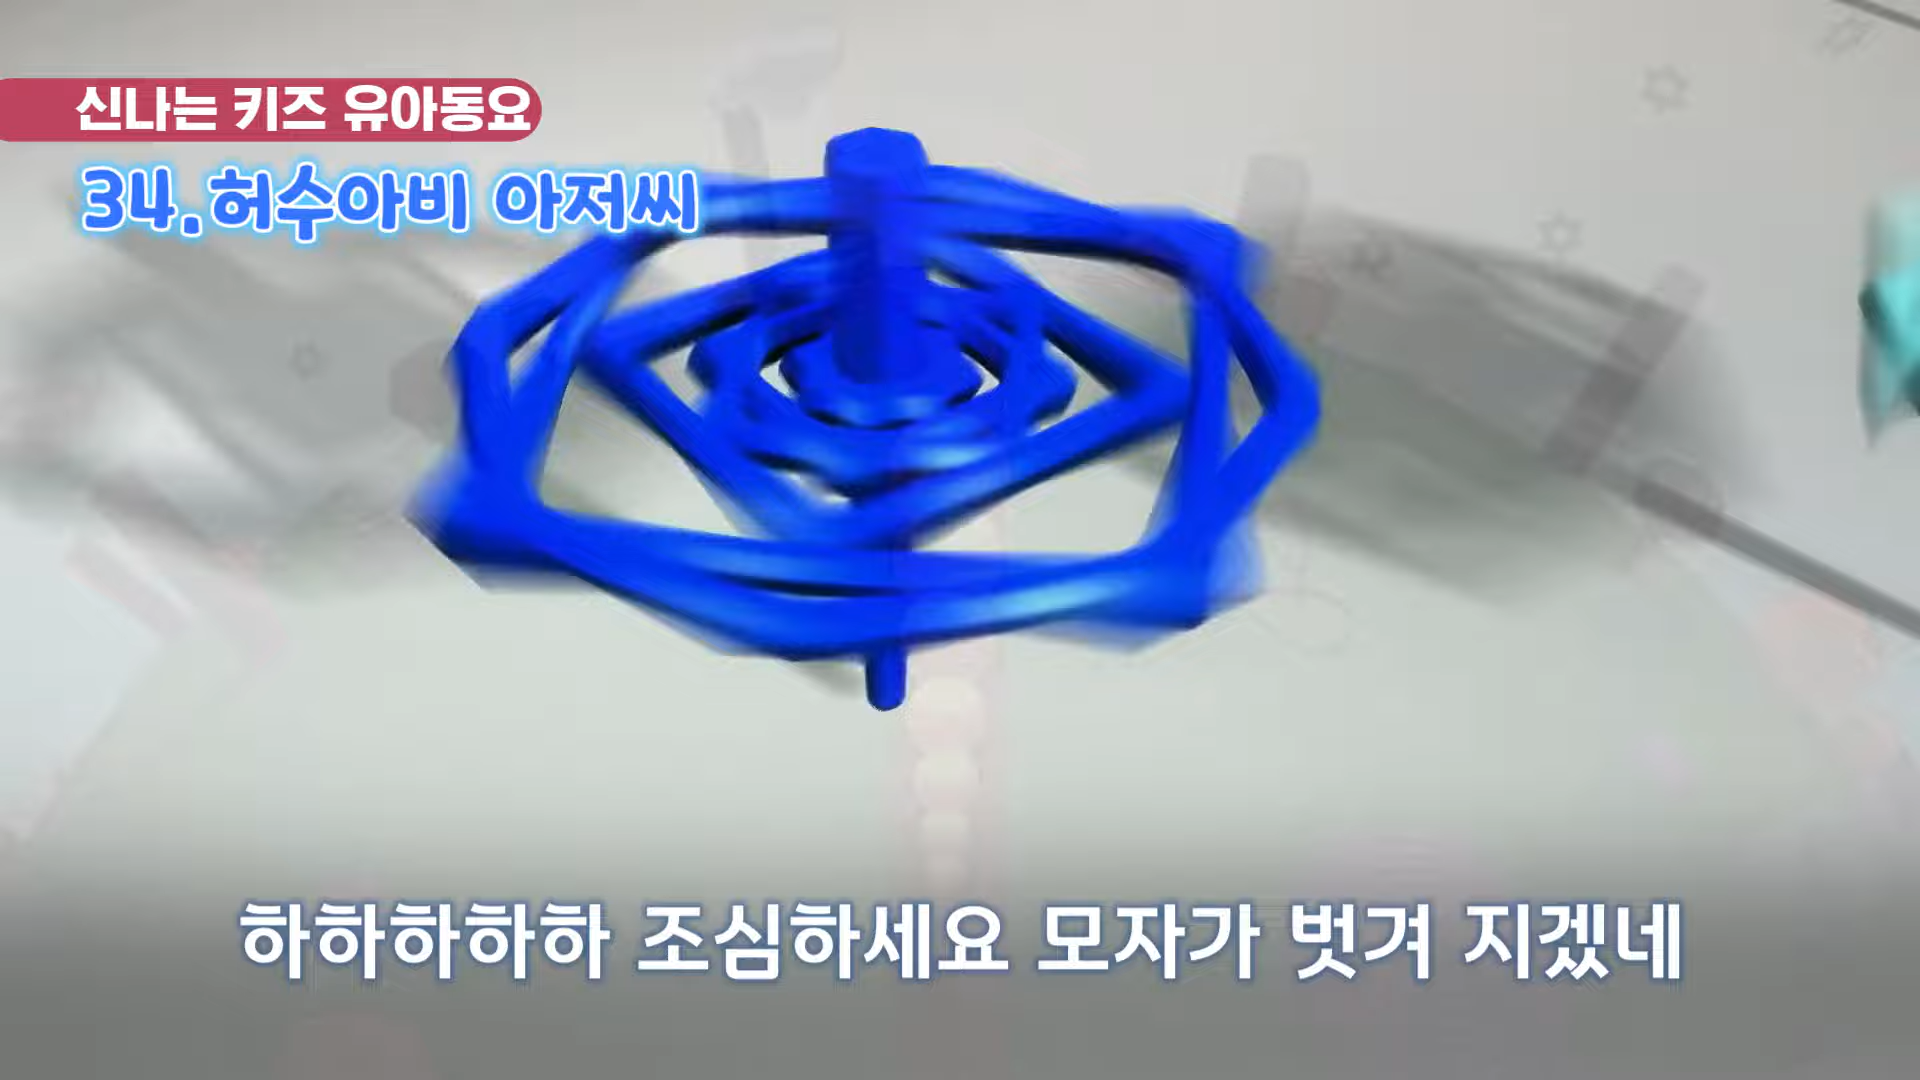 신나는 키즈 유아동요
34.허수아비 아저씨
하하하하하 조심하세요 모자가 벗겨 지겠네